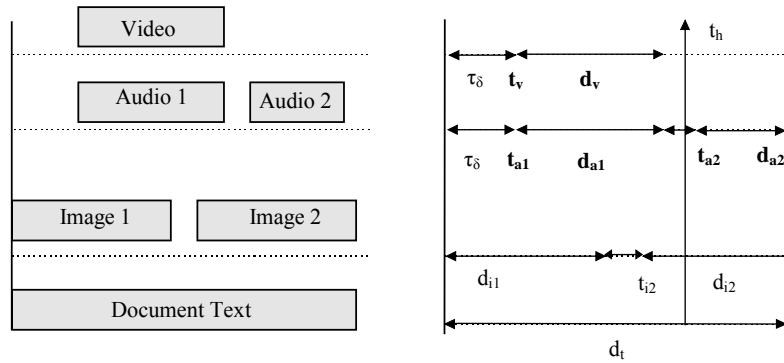 Video
Audio 1 Audio 2
Image 1 Image 2
Document Text
t_h
τ_δ t_v d_v
τ_δ t_a1 d_a1 t_a2 d_a2
d_i1 t_i2 d_i2
d_t